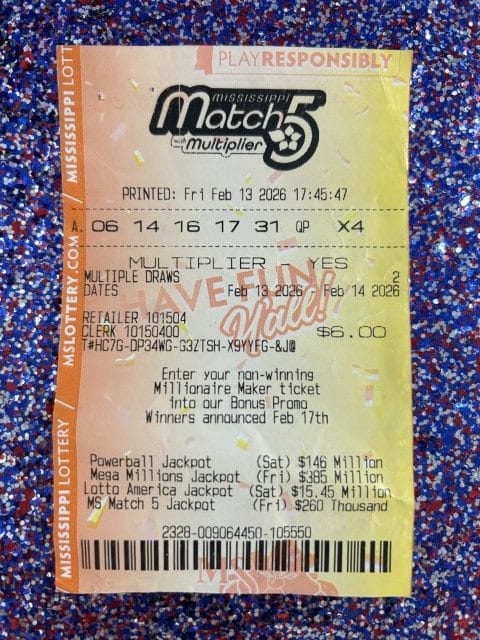 PLAYRESPONSIBLY
MISSISSIPPI
Match 5
with Multiplier
PRINTED: Fri Feb 13 2026 17:45:47
A. 06 14 16 17 31 QP X4
MULTIPLIER - YES
MULTIPLE DRAWS 2
DATES Feb 13 2026 - Feb 14 2026
HAVE FUN
Y'all!
RETAILER 101504
CLERK 10150400 $6.00
T#HC7G-DP34WG-G3ZTSH-X9YYFG-&J@
Enter your non-winning
Millionaire Maker ticket
into our Bonus Promo
Winners announced Feb 17th
Powerball Jackpot (Sat) $146 Million
Mega Millions Jackpot (Fri) $385 Million
Lotto America Jackpot (Sat) $15.45 Million
MS Match 5 Jackpot (Fri) $260 Thousand
2328-009064450-105550
MISSISSIPPI LOTTERY / MSLOTTERY.COM / MISSISSIPPI LOTT